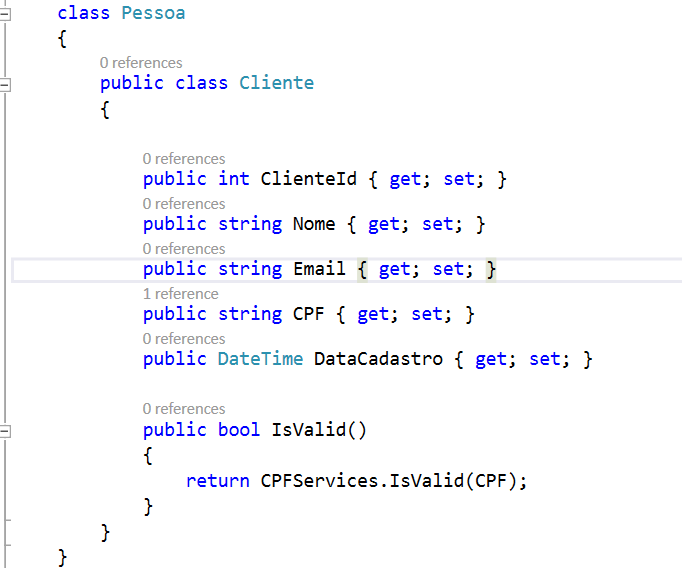 class Pessoa
{
0 references
public class Cliente
{
0 references
public int ClienteId { get; set; }
0 references
public string Nome { get; set; }
0 references
public string Email { get; set; }
1 reference
public string CPF { get; set; }
0 references
public DateTime DataCadastro { get; set; }
0 references
public bool IsValid()
{
return CPFServices.IsValid(CPF);
}
}
}